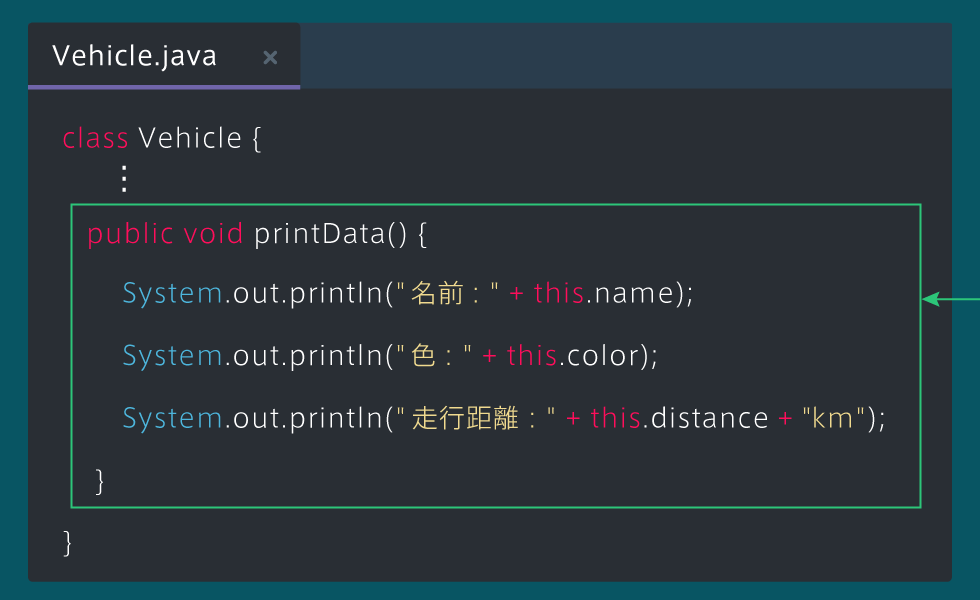 Vehicle.java ×
class Vehicle {
⋮
public void printData() {
System.out.println("名前：" + this.name);
System.out.println("色：" + this.color);
System.out.println("走行距離：" + this.distance + "km");
}
}